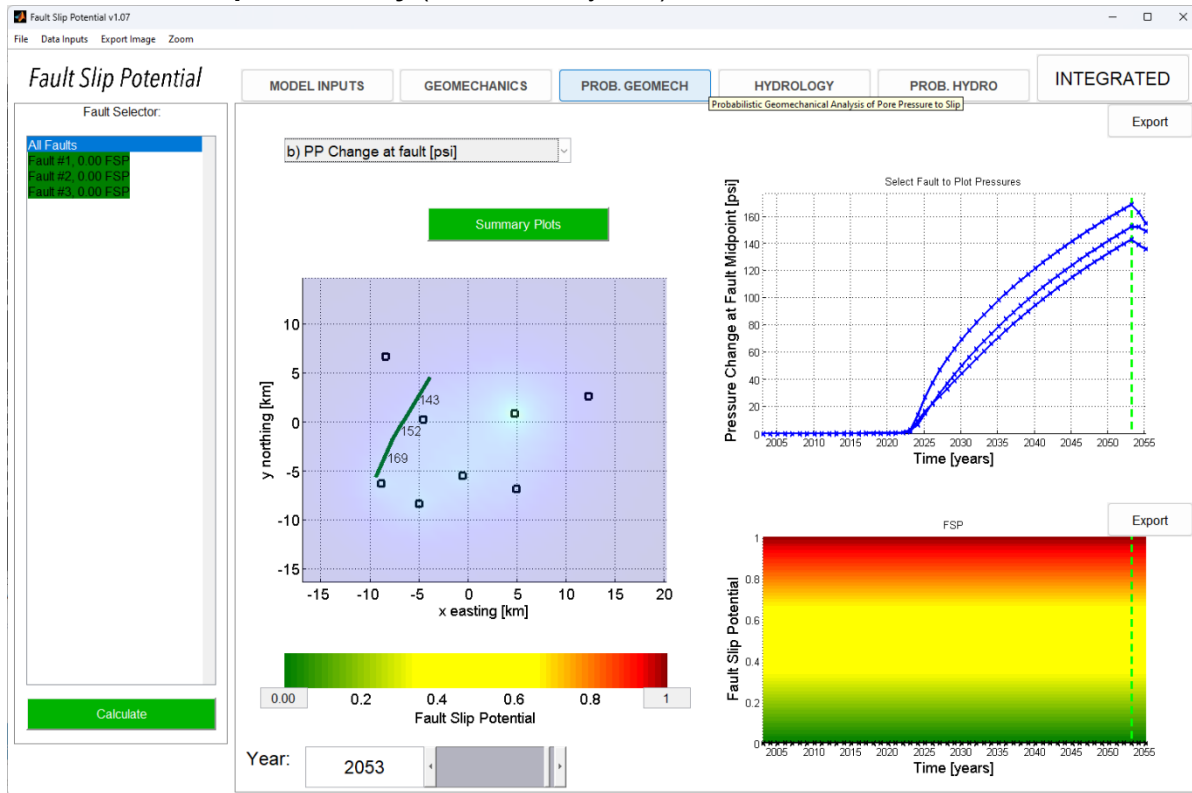 Fault Slip Potential v1.07
File Data Inputs Export Image Zoom
Fault Slip Potential
MODEL INPUTS GEOMECHANICS PROB. GEOMECH HYDROLOGY PROB. HYDRO INTEGRATED
Probabilistic Geomechanical Analysis of Pore Pressure to Slip
Fault Selector:
All Faults
Fault #1, 0.00 FSP
Fault #2, 0.00 FSP
Fault #3, 0.00 FSP
Calculate
b) PP Change at fault [psi]
Summary Plots
10
5
0
-5
-10
-15
y northing [km]
143
152
169
-15 -10 -5 0 5 10 15 20
x easting [km]
0.00 0.2 0.4 0.6 0.8 1
Fault Slip Potential
Year: 2053
Export
Select Fault to Plot Pressures
Pressure Change at Fault Midpoint [psi]
160
140
120
100
80
60
40
20
0
2005 2010 2015 2020 2025 2030 2035 2040 2045 2050 2055
Time [years]
Export
FSP
Fault Slip Potential
1
0.8
0.6
0.4
0.2
0
2005 2010 2015 2020 2025 2030 2035 2040 2045 2050 2055
Time [years]